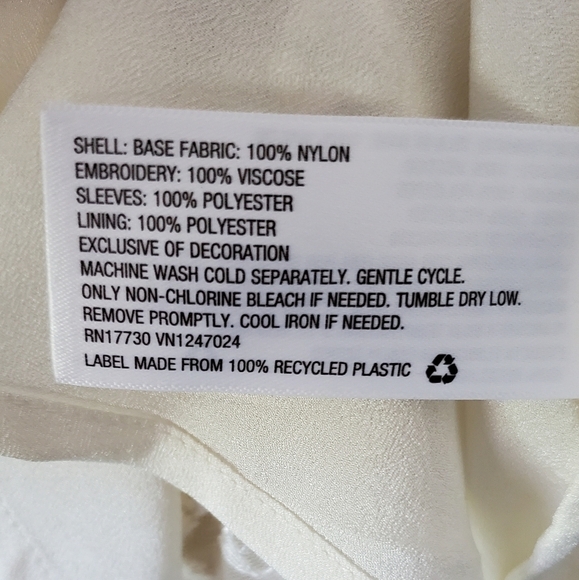 SHELL: BASE FABRIC: 100% NYLON
EMBROIDERY: 100% VISCOSE
SLEEVES: 100% POLYESTER
LINING: 100% POLYESTER
EXCLUSIVE OF DECORATION
MACHINE WASH COLD SEPARATELY. GENTLE CYCLE.
ONLY NON-CHLORINE BLEACH IF NEEDED. TUMBLE DRY LOW.
REMOVE PROMPTLY. COOL IRON IF NEEDED.
RN17730 VN1247024
LABEL MADE FROM 100% RECYCLED PLASTIC